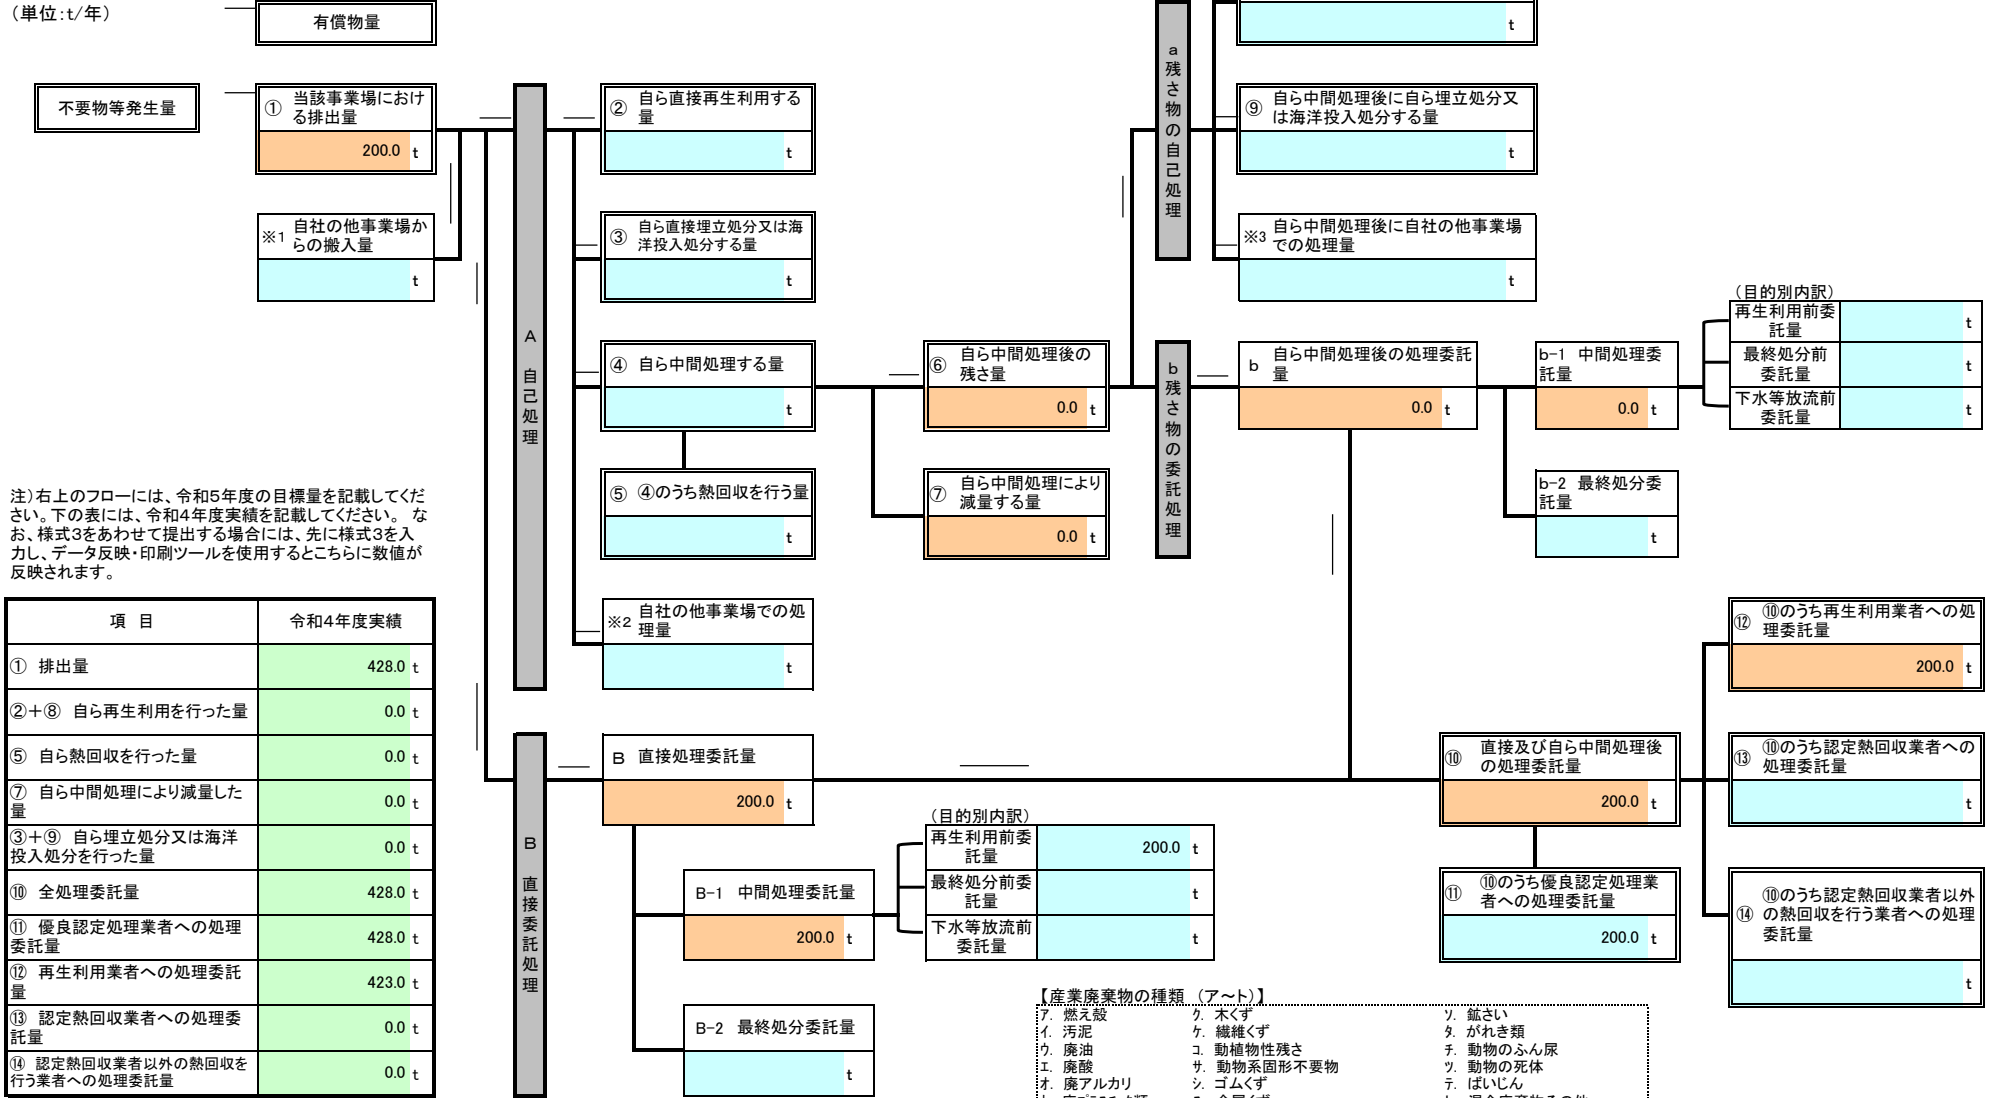 （単位：t/年）
有償物量
t
不要物等発生量
① 当該事業場におけ
る排出量
200.0 t
※1 自社の他事業場か
らの搬入量
t
A 自己処理
② 自ら直接再生利用する
量
t
③ 自ら直接埋立処分又は海
洋投入処分する量
t
④ 自ら中間処理する量
t
⑤ ④のうち熱回収を行う量
t
※2 自社の他事業場での処
理量
t
⑥ 自ら中間処理後の
残さ量
0.0 t
⑦ 自ら中間処理により
減量する量
0.0 t
a 残さ物の自己処理
⑨ 自ら中間処理後に自ら埋立処分又
は海洋投入処分する量
t
※3 自ら中間処理後に自社の他事業場
での処理量
t
b 残さ物の委託処理
b 自ら中間処理後の処理委託
量
0.0 t
b-1 中間処理委
託量
0.0 t
b-2 最終処分委
託量
t
（目的別内訳）
再生利用前委
託量
t
最終処分前
委託量
t
下水等放流前
委託量
t
注）右上のフローには、令和5年度の目標量を記載してくだ
さい。下の表には、令和4年度実績を記載してください。 な
お、様式3をあわせて提出する場合には、先に様式3を入
力し、データ反映・印刷ツールを使用するとこちらに数値が
反映されます。
項 目 令和4年度実績
① 排出量 428.0 t
②＋⑧ 自ら再生利用を行った量 0.0 t
⑤ 自ら熱回収を行った量 0.0 t
⑦ 自ら中間処理により減量した
量 0.0 t
③＋⑨ 自ら埋立処分又は海洋
投入処分を行った量 0.0 t
⑩ 全処理委託量 428.0 t
⑪ 優良認定処理業者への処理
委託量 428.0 t
⑫ 再生利用業者への処理委託
量 423.0 t
⑬ 認定熱回収業者への処理委
託量 0.0 t
⑭ 認定熱回収業者以外の熱回収を
行う業者への処理委託量 0.0 t
B 直接委託処理
B 直接処理委託量
200.0 t
B-1 中間処理委託量
200.0 t
B-2 最終処分委託量
t
（目的別内訳）
再生利用前委
託量
200.0 t
最終処分前委
託量
t
下水等放流前
委託量
t
⑩ 直接及び自ら中間処理後
の処理委託量
200.0 t
⑪ ⑩のうち優良認定処理業
者への処理委託量
200.0 t
⑫ ⑩のうち再生利用業者への処
理委託量
200.0 t
⑬ ⑩のうち認定熱回収業者への
処理委託量
t
⑭ ⑩のうち認定熱回収業者以外
の熱回収を行う業者への処理
委託量
t
【産業廃棄物の種類 （ア～ト）】
ア. 燃え殻 ク. 木くず ソ. 鉱さい
イ. 汚泥 ケ. 繊維くず タ. がれき類
ウ. 廃油 コ. 動植物性残さ チ. 動物のふん尿
エ. 廃酸 サ. 動物系固形不要物 ツ. 動物の死体
オ. 廃アルカリ シ. ゴムくず テ. ばいじん